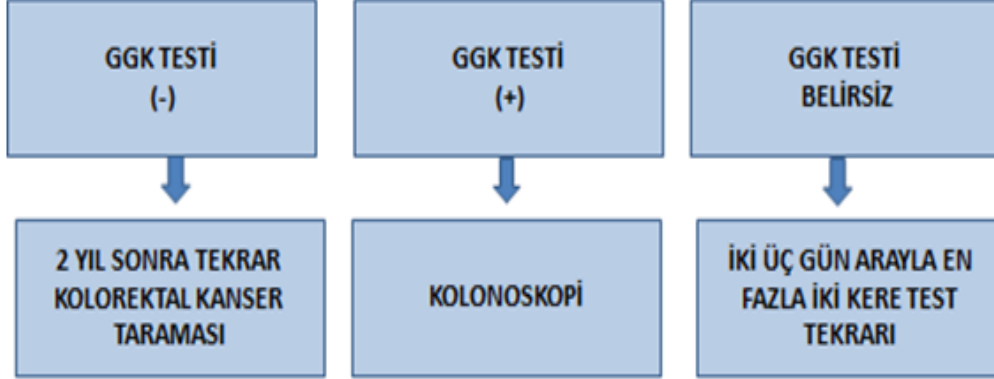 GGK TESTİ
(-)
GGK TESTİ
(+)
GGK TESTİ
BELİRSİZ
2 YIL SONRA TEKRAR
KOLOREKTAL KANSER
TARAMASI
KOLONOSKOPİ
İKİ ÜÇ GÜN ARAYLA EN
FAZLA İKİ KERE TEST
TEKRARI